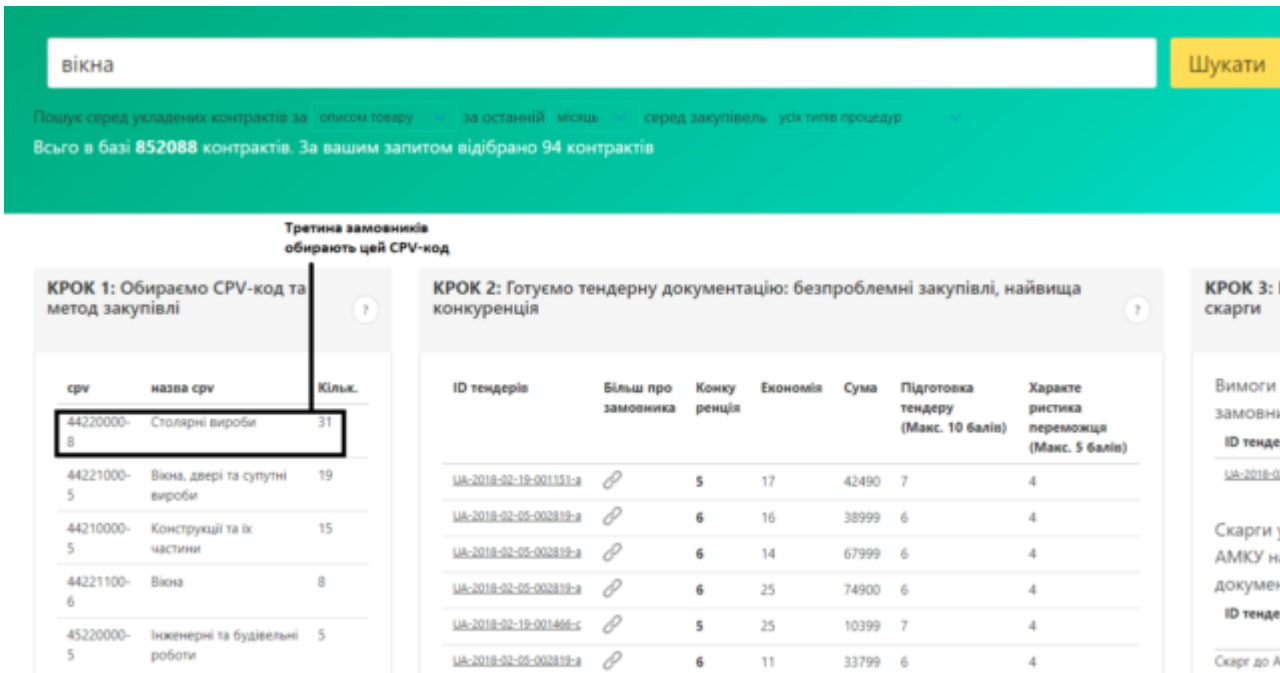 вікна
Шукати
Пошук серед укладених контрактів за описом товару за останній місяць серед закупівель усіх типів процедур
Всього в базі 852088 контрактів. За вашим запитом відібрано 94 контрактів
Третина замовників
обирають цей CPV-код
КРОК 1: Обираємо CPV-код та
метод закупівлі
?
cpv назва cpv Кільк.
44220000- Столярні вироби 31
8
44221000- Вікна, двері та супутні 19
5 вироби
44210000- Конструкції та їх 15
5 частини
44221100- Вікна 8
6
45220000- Інженерні та будівельні 5
5 роботи
КРОК 2: Готуємо тендерну документацію: безпроблемні закупівлі, найвища
конкуренція
?
ID тендерів Більш про Конку Економія Сума Підготовка Характе
замовника ренція тендеру ристика
(Макс. 10 балів) переможця
(Макс. 5 балів)
UA-2018-02-19-001151-a 5 17 42490 7 4
UA-2018-02-05-002819-a 6 16 38999 6 4
UA-2018-02-05-002819-a 6 14 67999 6 4
UA-2018-02-05-002819-a 6 25 74900 6 4
UA-2018-02-19-001466-c 5 25 10399 7 4
UA-2018-02-05-002819-a 6 11 33799 6 4
КРОК 3:
скарги
Вимоги
замовни
ID тенде
UA-2018-0
Скарги у
АМКУ на
докумен
ID тенде
Скарг до А